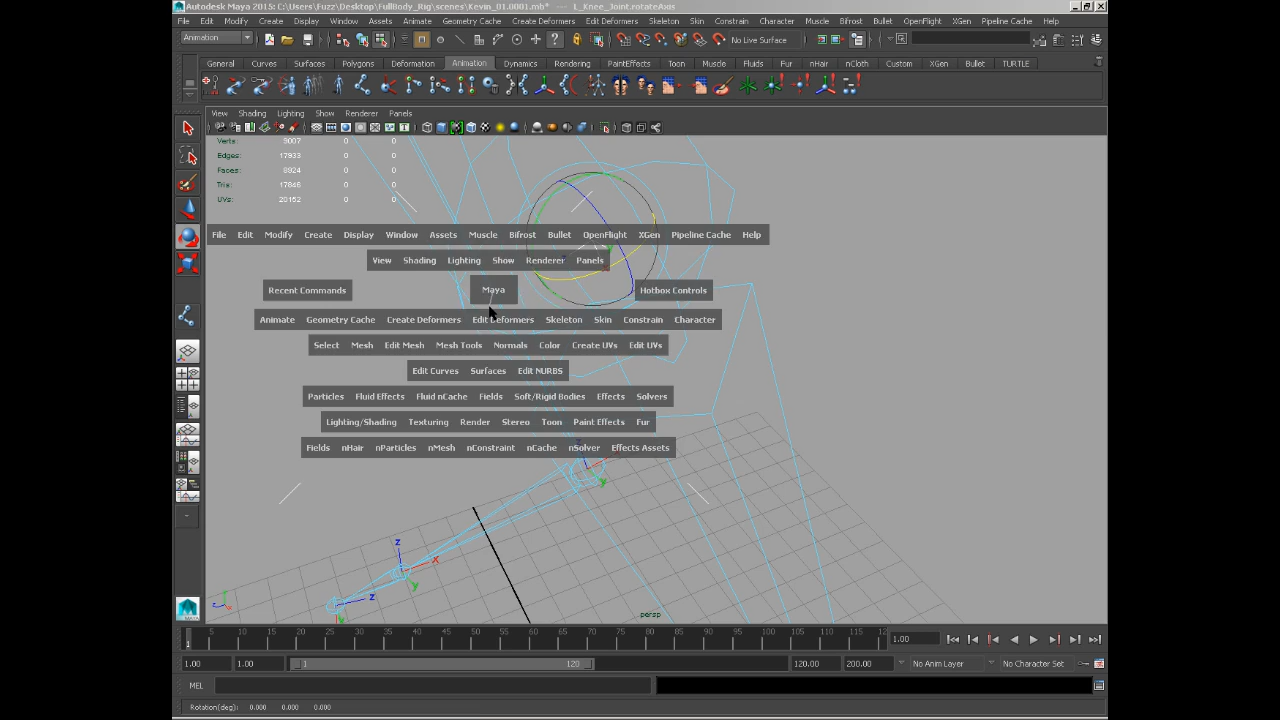 Autodesk Maya 2015: C:\Users\Fuzz\Desktop\FullBody_Rig\scenes\Kevin_01.0001.mb* --- L_Knee_Joint.rotateAxis
File Edit Modify Create Display Window Assets Animate Geometry Cache Create Deformers Edit Deformers Skeleton Skin Constrain Character Muscle Bifrost Bullet OpenFlight XGen Pipeline Cache Help
Animation No Live Surface
General Curves Surfaces Polygons Deformation Animation Dynamics Rendering PaintEffects Toon Muscle Fluids Fur nHair nCloth Custom XGen Bullet TURTLE
View Shading Lighting Show Renderer Panels
Verts: 9007 0 0
Edges: 17933 0 0
Faces: 8924 0 0
Tris: 17846 0 0
UVs: 20152 0 0
File Edit Modify Create Display Window Assets Muscle Bifrost Bullet OpenFlight XGen Pipeline Cache Help
View Shading Lighting Show Renderer Panels
Recent Commands Maya Hotbox Controls
Animate Geometry Cache Create Deformers Edit Deformers Skeleton Skin Constrain Character
Select Mesh Edit Mesh Mesh Tools Normals Color Create UVs Edit UVs
Edit Curves Surfaces Edit NURBS
Particles Fluid Effects Fluid nCache Fields Soft/Rigid Bodies Effects Solvers
Lighting/Shading Texturing Render Stereo Toon Paint Effects Fur
Fields nHair nParticles nMesh nConstraint nCache nSolver Effects Assets
y
z x
y
z
y
persp
1 5 10 15 20 25 30 35 40 45 50 55 60 65 70 75 80 85 90 95 100 105 110 115 12 1.00
1.00 1.00 1 120 120.00 200.00 No Anim Layer No Character Set
MEL
Rotation(deg): 0.000 0.000 0.000